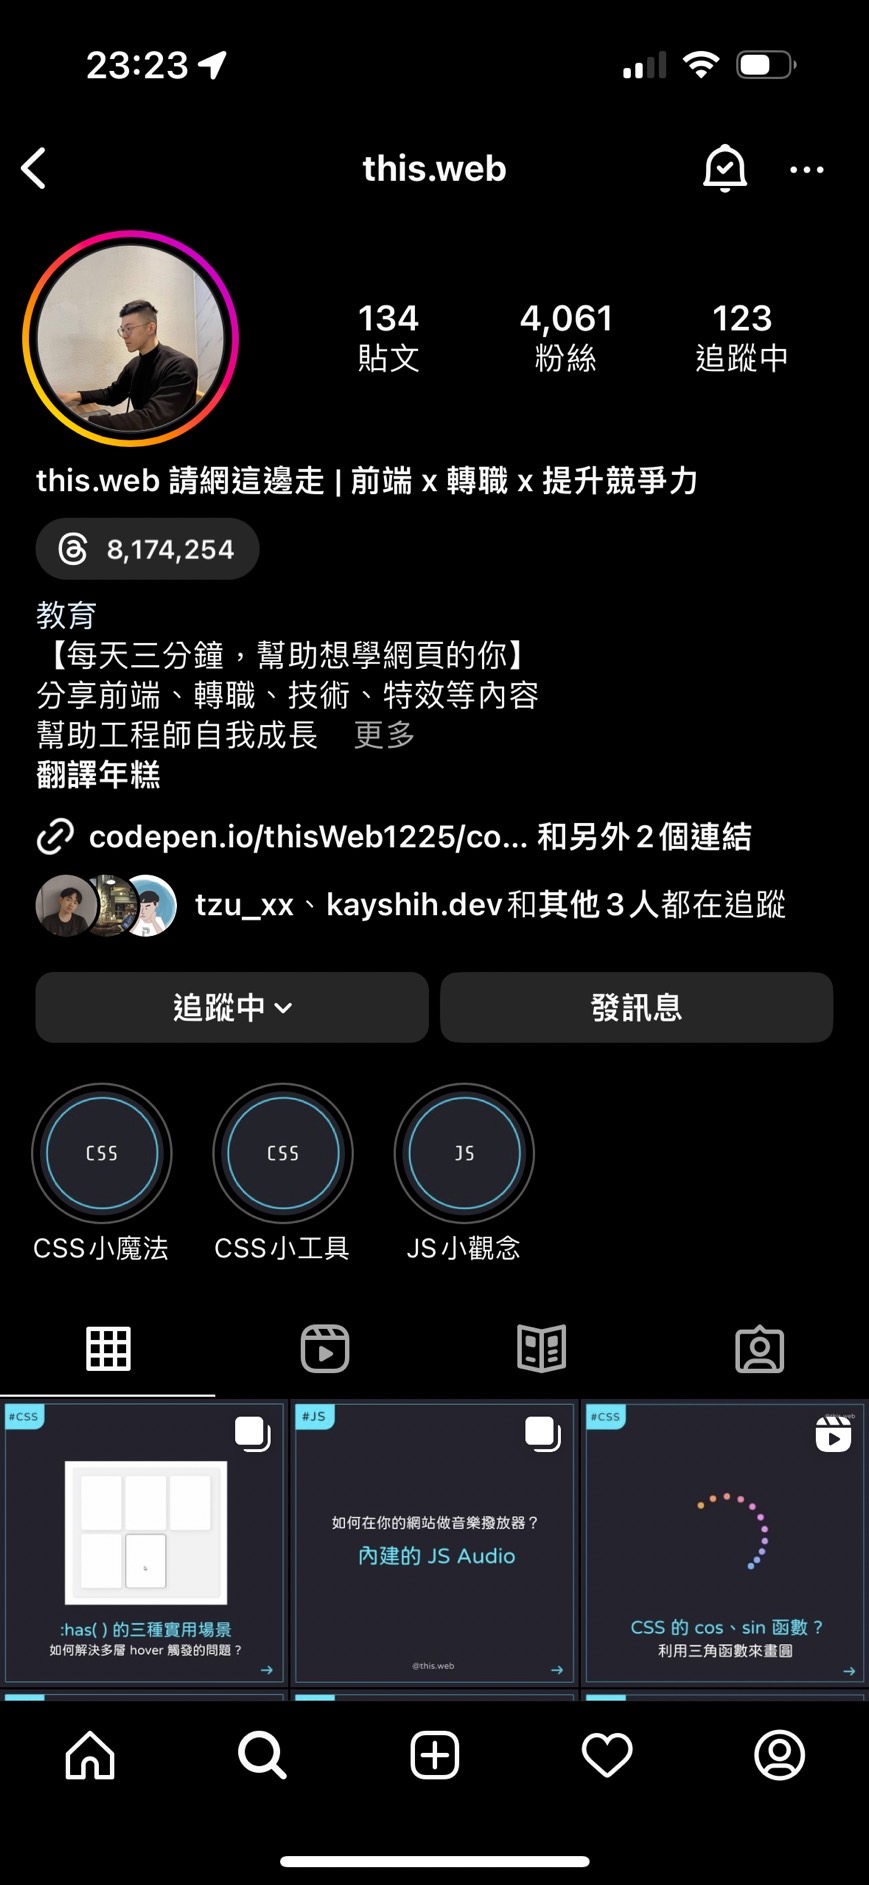 23:23
this.web
134
貼文
4,061
粉絲
123
追蹤中
this.web 請網這邊走 | 前端 x 轉職 x 提升競爭力
8,174,254
教育
【每天三分鐘，幫助想學網頁的你】
分享前端、轉職、技術、特效等內容
幫助工程師自我成長 更多
翻譯年糕
codepen.io/thisWeb1225/co... 和另外 2 個連結
tzu_xx、kayshih.dev和其他 3 人都在追蹤
追蹤中
發訊息
CSS
CSS
JS
CSS小魔法
CSS小工具
JS小觀念
#CSS
:has( ) 的三種實用場景
如何解決多層 hover 觸發的問題？
#JS
如何在你的網站做音樂撥放器？
內建的 JS Audio
@this.web
#CSS
CSS 的 cos、sin 函數？
利用三角函數來畫圓